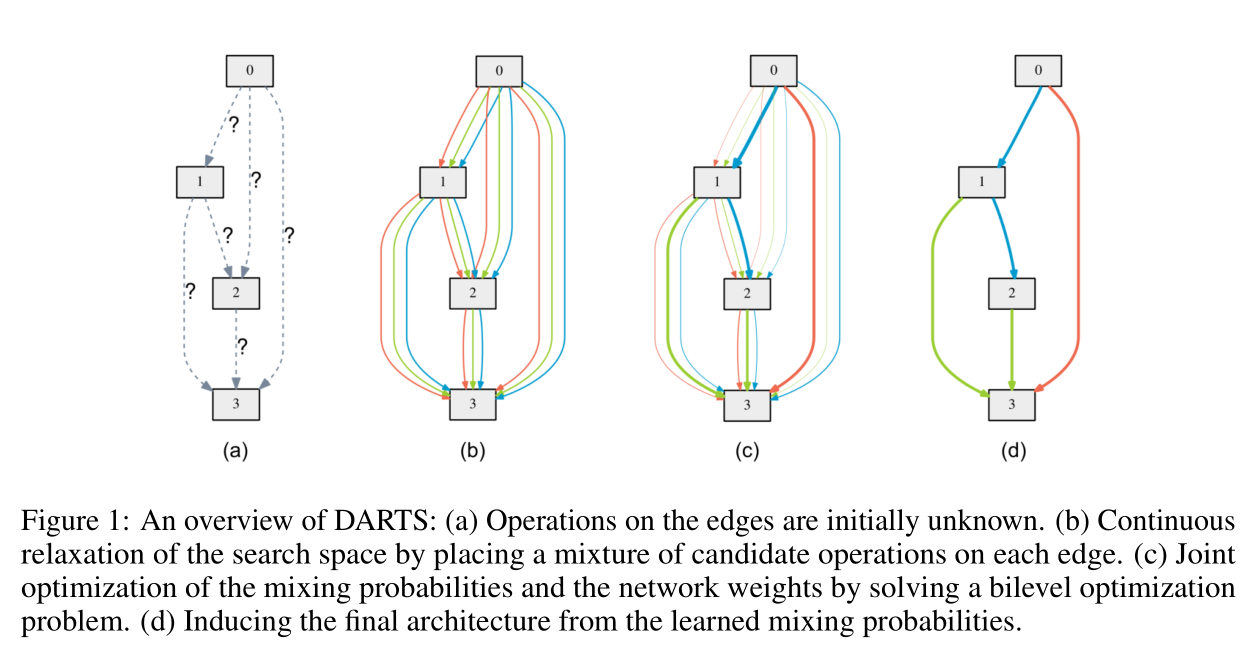 0
0
0
0
?
1
?
1
1
1
?
?
?
2
2
2
2
?
3
3
3
3
(a)
(b)
(c)
(d)
Figure 1: An overview of DARTS: (a) Operations on the edges are initially unknown. (b) Continuous
relaxation of the search space by placing a mixture of candidate operations on each edge. (c) Joint
optimization of the mixing probabilities and the network weights by solving a bilevel optimization
problem. (d) Inducing the final architecture from the learned mixing probabilities.